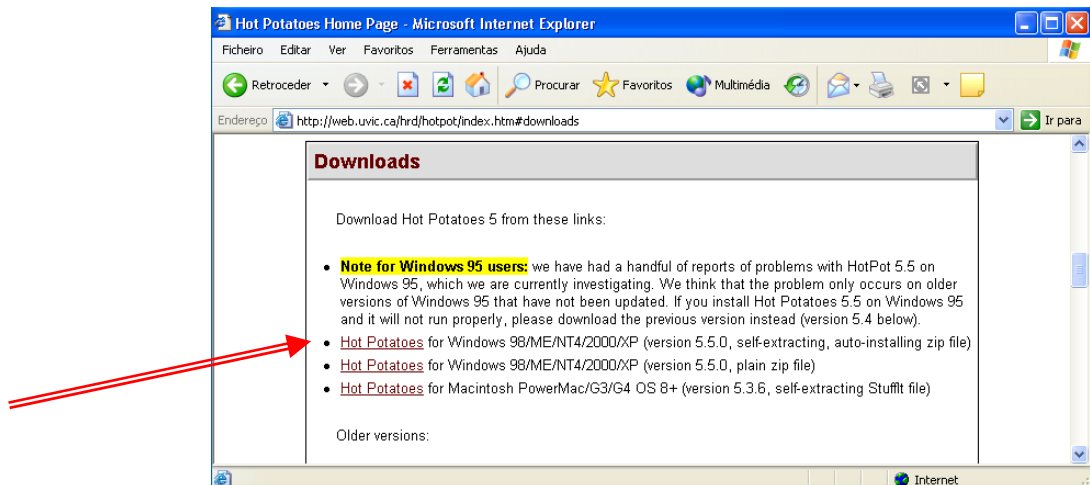 Hot Potatoes Home Page - Microsoft Internet Explorer
Ficheiro Editar Ver Favoritos Ferramentas Ajuda
Retroceder Procurar Favoritos Multimédia
Endereço http://web.uvic.ca/hrd/hotpot/index.htm#downloads Ir para
Downloads
Download Hot Potatoes 5 from these links:
Note for Windows 95 users: we have had a handful of reports of problems with HotPot 5.5 on
Windows 95, which we are currently investigating. We think that the problem only occurs on older
versions of Windows 95 that have not been updated. If you install Hot Potatoes 5.5 on Windows 95
and it will not run properly, please download the previous version instead (version 5.4 below).
Hot Potatoes for Windows 98/ME/NT4/2000/XP (version 5.5.0, self-extracting, auto-installing zip file)
Hot Potatoes for Windows 98/ME/NT4/2000/XP (version 5.5.0, plain zip file)
Hot Potatoes for Macintosh PowerMac/G3/G4 OS 8+ (version 5.3.6, self-extracting StuffIt file)
Older versions:
Internet